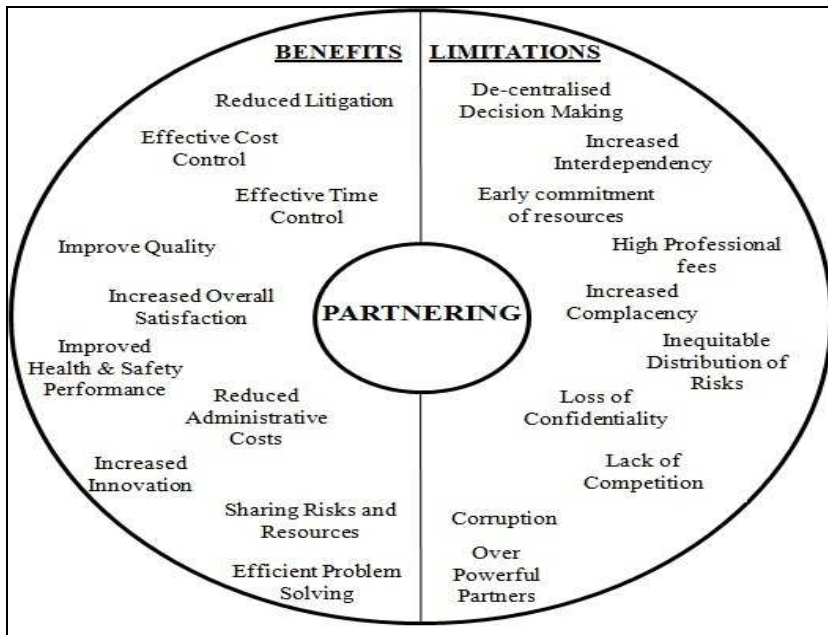 BENEFITS
Reduced Litigation
Effective Cost
Control
Effective Time
Control
Improve Quality
Increased Overall
Satisfaction
Improved
Health & Safety
Performance
Reduced
Administrative
Costs
Increased
Innovation
Sharing Risks and
Resources
Efficient Problem
Solving
PARTNERING
LIMITATIONS
De-centralised
Decision Making
Increased
Interdependency
Early commitment
of resources
High Professional
fees
Increased
Complacency
Inequitable
Distribution of
Risks
Loss of
Confidentiality
Lack of
Competition
Corruption
Over
Powerful
Partners